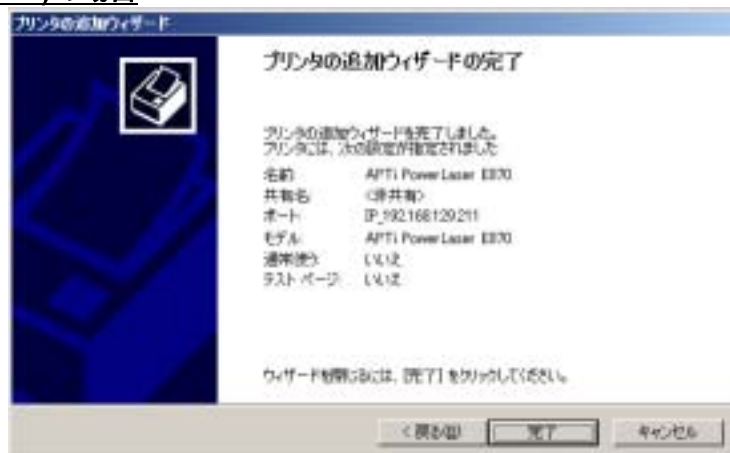 の場合
プリンタの追加ウィザード
プリンタの追加ウィザードの完了
プリンタの追加ウィザードを完了しました。
プリンタには、次の設定が指定されました
名前: APTi PowerLaser E870
共有名: <非共有>
ポート: IP_192.168.129.211
モデル: APTi PowerLaser E870
通常使う: いいえ
テスト ページ: いいえ
ウィザードを閉じるには、[完了] をクリックしてください。
< 戻る(B) 完了 キャンセル